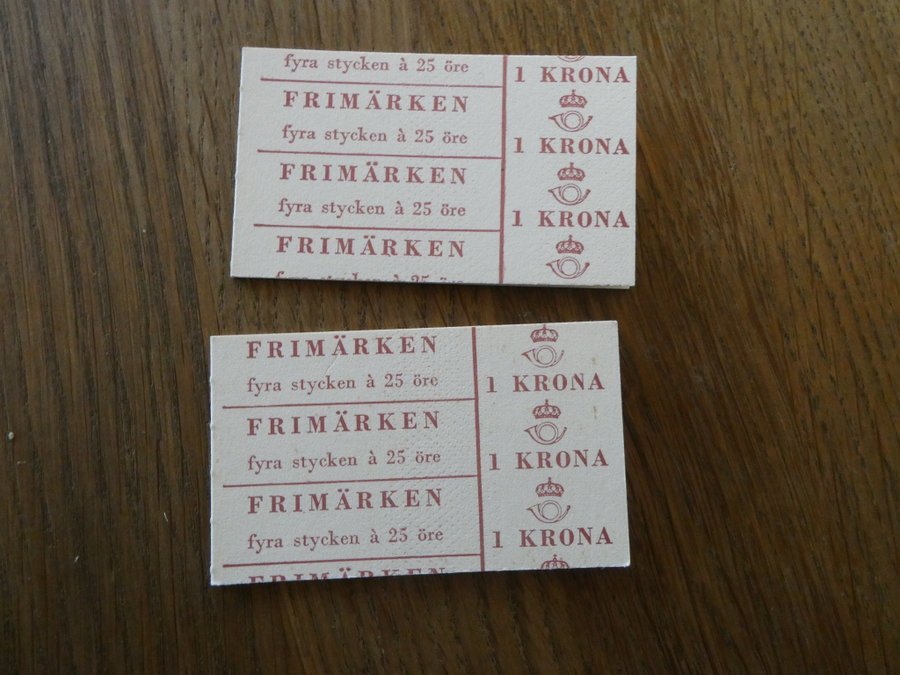 fyra stycken à 25 öre
FRIMÄRKEN
fyra stycken à 25 öre
FRIMÄRKEN
fyra stycken à 25 öre
FRIMÄRKEN
1 KRONA
1 KRONA
1 KRONA
FRIMÄRKEN
fyra stycken à 25 öre
FRIMÄRKEN
fyra stycken à 25 öre
FRIMÄRKEN
fyra stycken à 25 öre
FRIMÄRKEN
1 KRONA
1 KRONA
1 KRONA